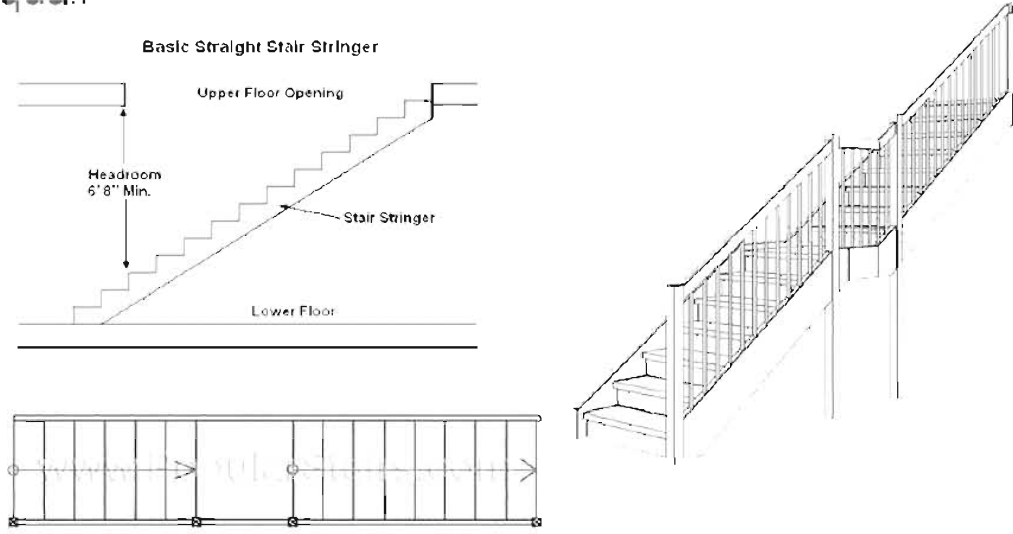 Basic Straight Stair Stringer
Upper Floor Opening
Headroom
6'8" Min.
Stair Stringer
Lower Floor